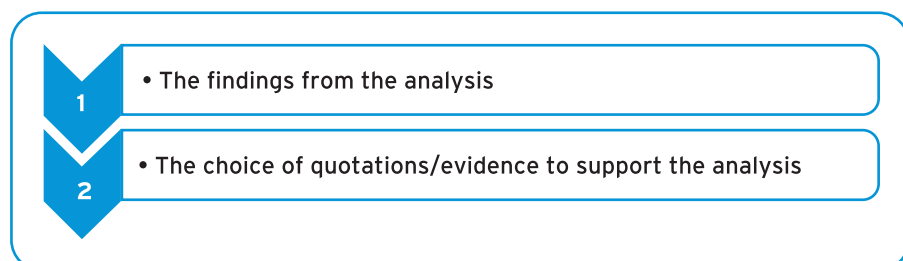 1
• The findings from the analysis
2
• The choice of quotations/evidence to support the analysis